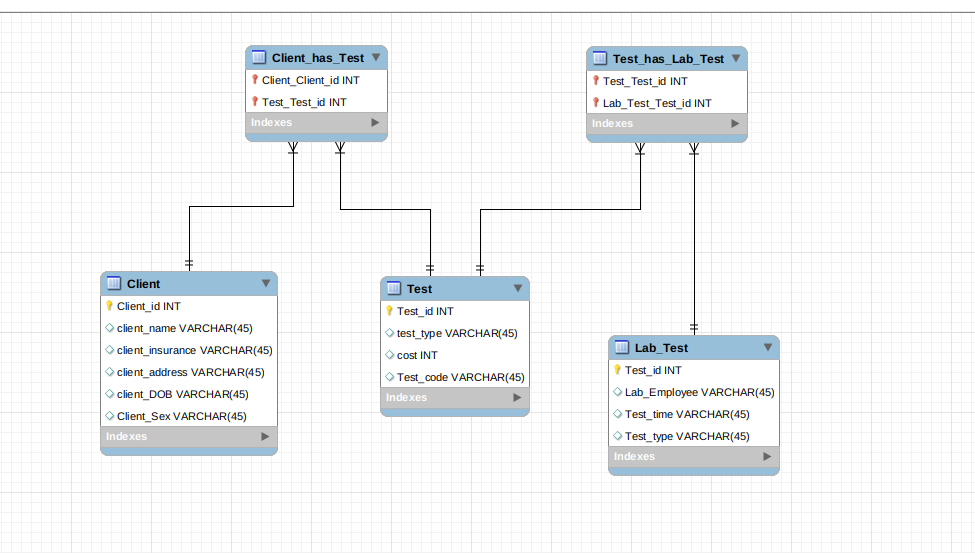 Client_has_Test
Client_Client_id INT
Test_Test_id INT
Indexes
Test_has_Lab_Test
Test_Test_id INT
Lab_Test_Test_id INT
Indexes
Client
Client_id INT
client_name VARCHAR(45)
client_insurance VARCHAR(45)
client_address VARCHAR(45)
client_DOB VARCHAR(45)
Client_Sex VARCHAR(45)
Indexes
Test
Test_id INT
test_type VARCHAR(45)
cost INT
Test_code VARCHAR(45)
Indexes
Lab_Test
Test_id INT
Lab_Employee VARCHAR(45)
Test_time VARCHAR(45)
Test_type VARCHAR(45)
Indexes